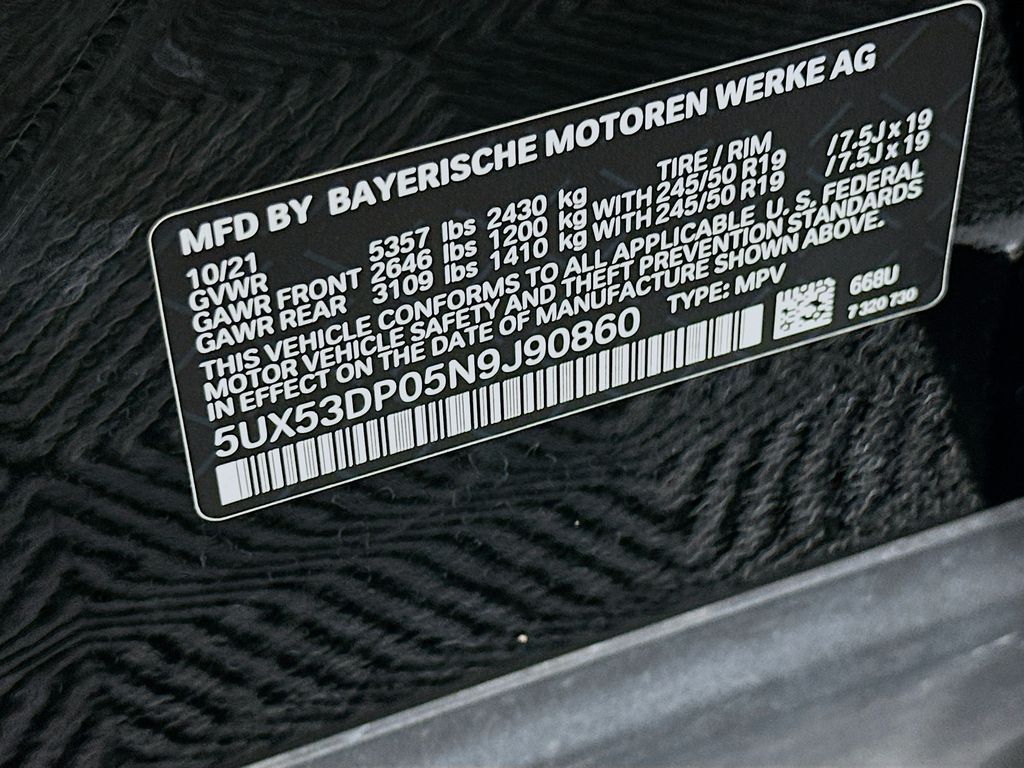 MFD BY BAYERISCHE MOTOREN WERKE AG
10/21 TIRE / RIM
GVWR 5357 lbs 2430 kg
GAWR FRONT 2646 lbs 1200 kg WITH 245/50 R19 /7.5J x 19
GAWR REAR 3109 lbs 1410 kg WITH 245/50 R19 /7.5J x 19
THIS VEHICLE CONFORMS TO ALL APPLICABLE U. S. FEDERAL
MOTOR VEHICLE SAFETY AND THEFT PREVENTION STANDARDS
IN EFFECT ON THE DATE OF MANUFACTURE SHOWN ABOVE.
5UX53DP05N9J90860 TYPE: MPV 668U
7 320 730